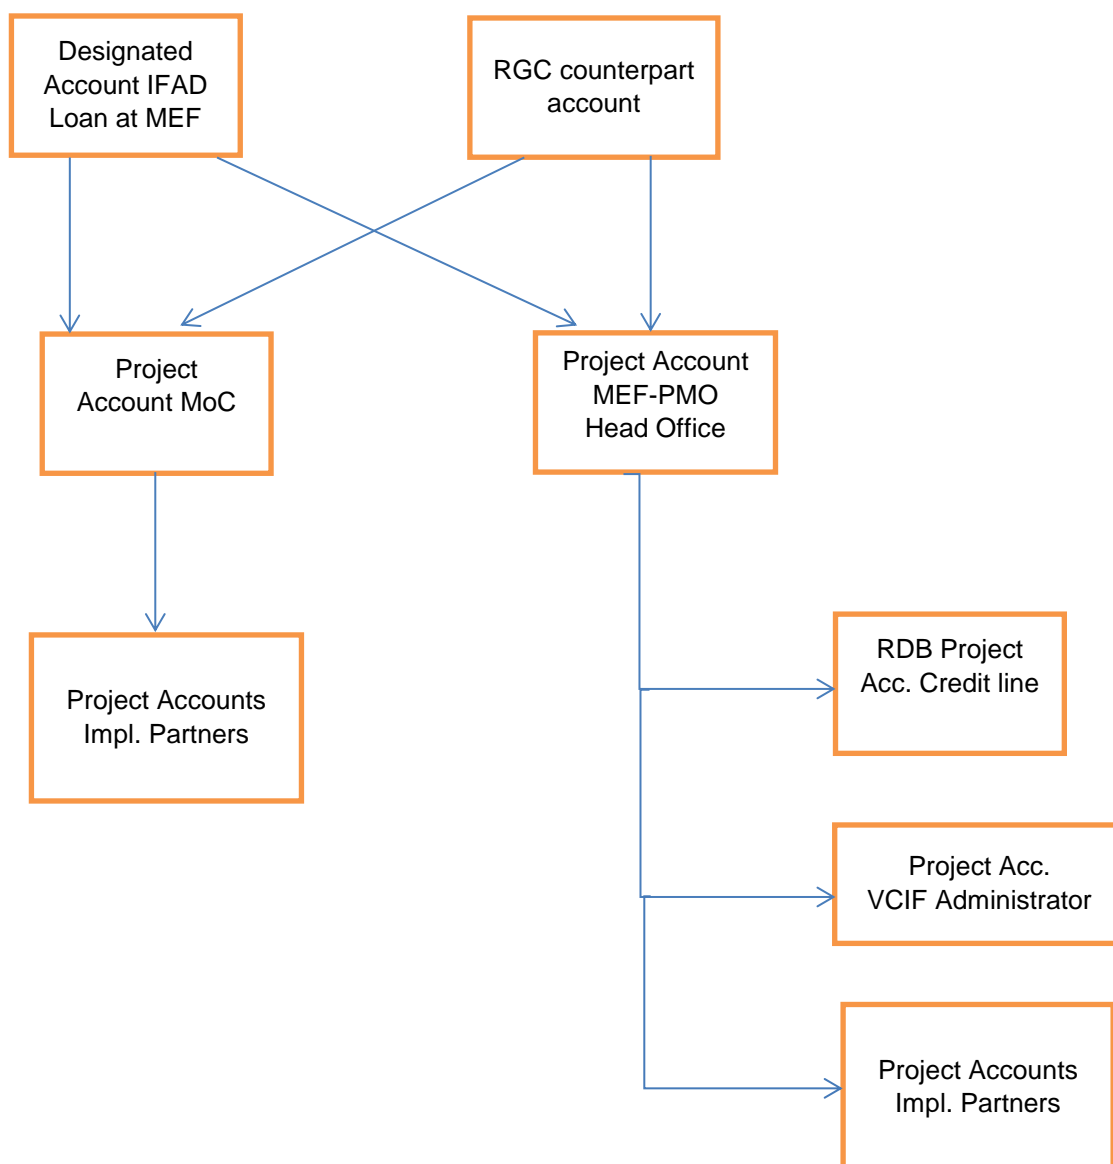 Designated
Account IFAD
Loan at MEF
RGC counterpart
account
Project
Account MoC
Project Account
MEF-PMO
Head Office
Project Accounts
Impl. Partners
RDB Project
Acc. Credit line
Project Acc.
VCIF Administrator
Project Accounts
Impl. Partners